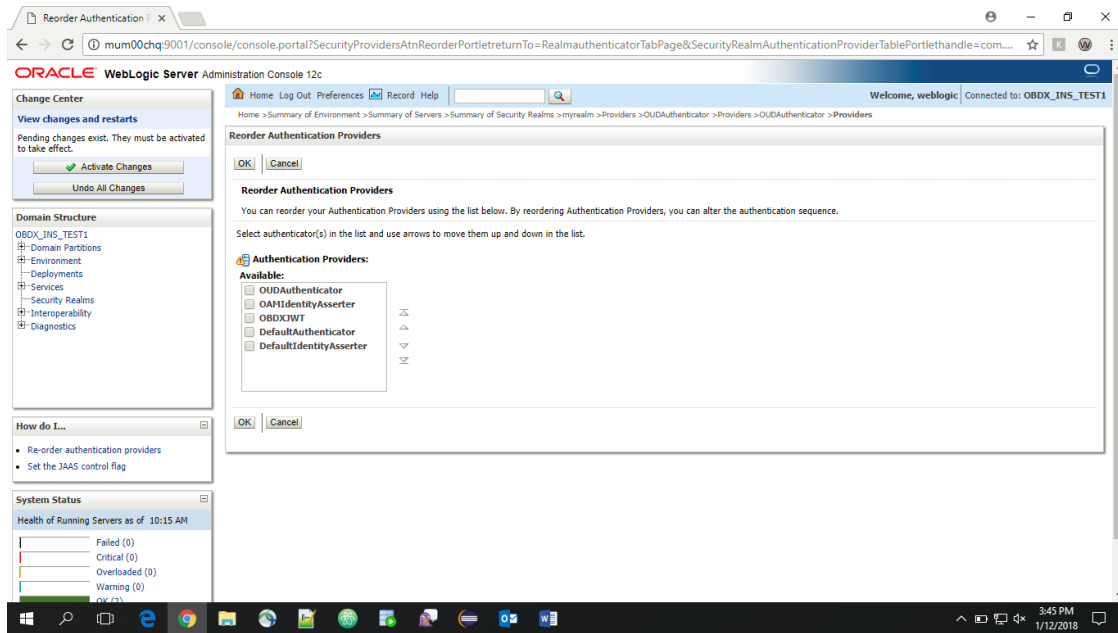 Reorder Authentication P
mum00chq:9001/console/console.portal?SecurityProvidersAtnReorderPortletreturnTo=RealmauthenticatorTabPage&SecurityRealmAuthenticationProviderTablePortlethandle=com....
K
W
ORACLE WebLogic Server Administration Console 12c
Change Center
View changes and restarts
Pending changes exist. They must be activated
to take effect.
Activate Changes
Undo All Changes
Domain Structure
OBDX_INS_TEST1
Domain Partitions
Environment
Deployments
Services
Security Realms
Interoperability
Diagnostics
How do I...
Re-order authentication providers
Set the JAAS control flag
System Status
Health of Running Servers as of 10:15 AM
Failed (0)
Critical (0)
Overloaded (0)
Warning (0)
OK (2)
Home Log Out Preferences Record Help
Welcome, weblogic Connected to: OBDX_INS_TEST1
Home >Summary of Environment >Summary of Servers >Summary of Security Realms >myrealm >Providers >OUDAuthenticator >Providers >OUDAuthenticator >Providers
Reorder Authentication Providers
OK Cancel
Reorder Authentication Providers
You can reorder your Authentication Providers using the list below. By reordering Authentication Providers, you can alter the authentication sequence.
Select authenticator(s) in the list and use arrows to move them up and down in the list.
Authentication Providers:
Available:
OUDAuthenticator
OAMIdentityAsserter
OBDXJWT
DefaultAuthenticator
DefaultIdentityAsserter
OK Cancel
3:45 PM
1/12/2018